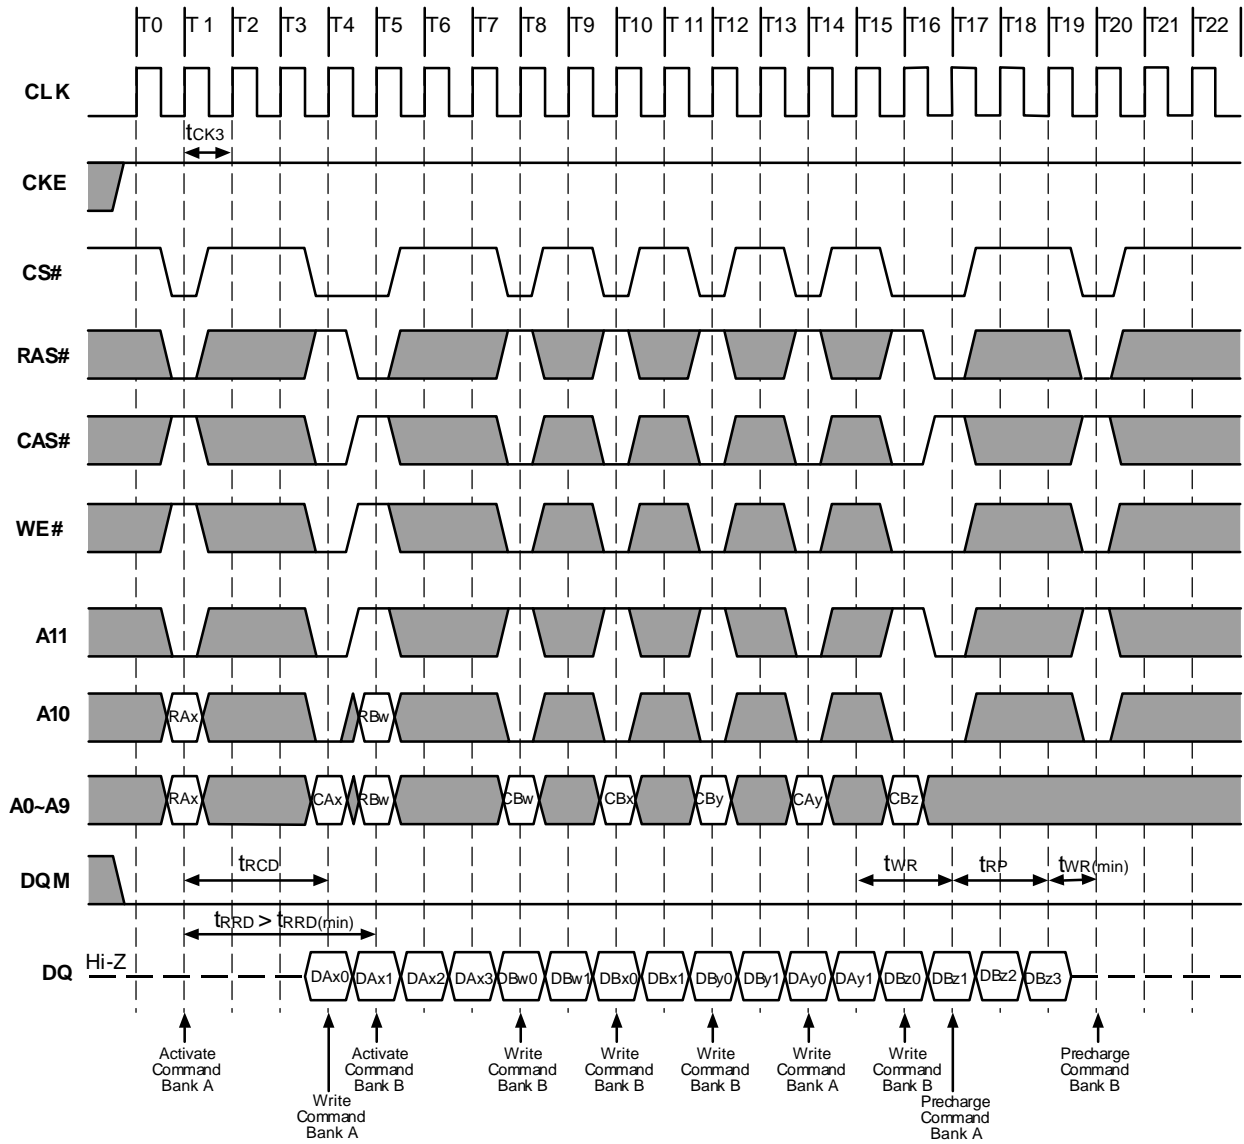 T0 T1 T2 T3 T4 T5 T6 T7 T8 T9 T10 T11 T12 T13 T14 T15 T16 T17 T18 T19 T20 T21 T22
CLK
tCK3
CKE
CS#
RAS#
CAS#
WE#
A11
A10 RAx RBw
A0~A9 RAx CAx RBw CBw CBx CBy CAy CBz
DQM tRCD tWR tRP tWR(min)
tRRD > tRRD(min)
DQ Hi-Z DAx0 DAx1 DAx2 DAx3 DBw0 DBw1 DBx0 DBx1 DBy0 DBy1 DAy0 DAy1 DBz0 DBz1 DBz2 DBz3
Activate
Command
Bank A
Write
Command
Bank A
Activate
Command
Bank B
Write
Command
Bank B
Write
Command
Bank B
Write
Command
Bank B
Write
Command
Bank A
Write
Command
Bank B
Precharge
Command
Bank A
Precharge
Command
Bank B